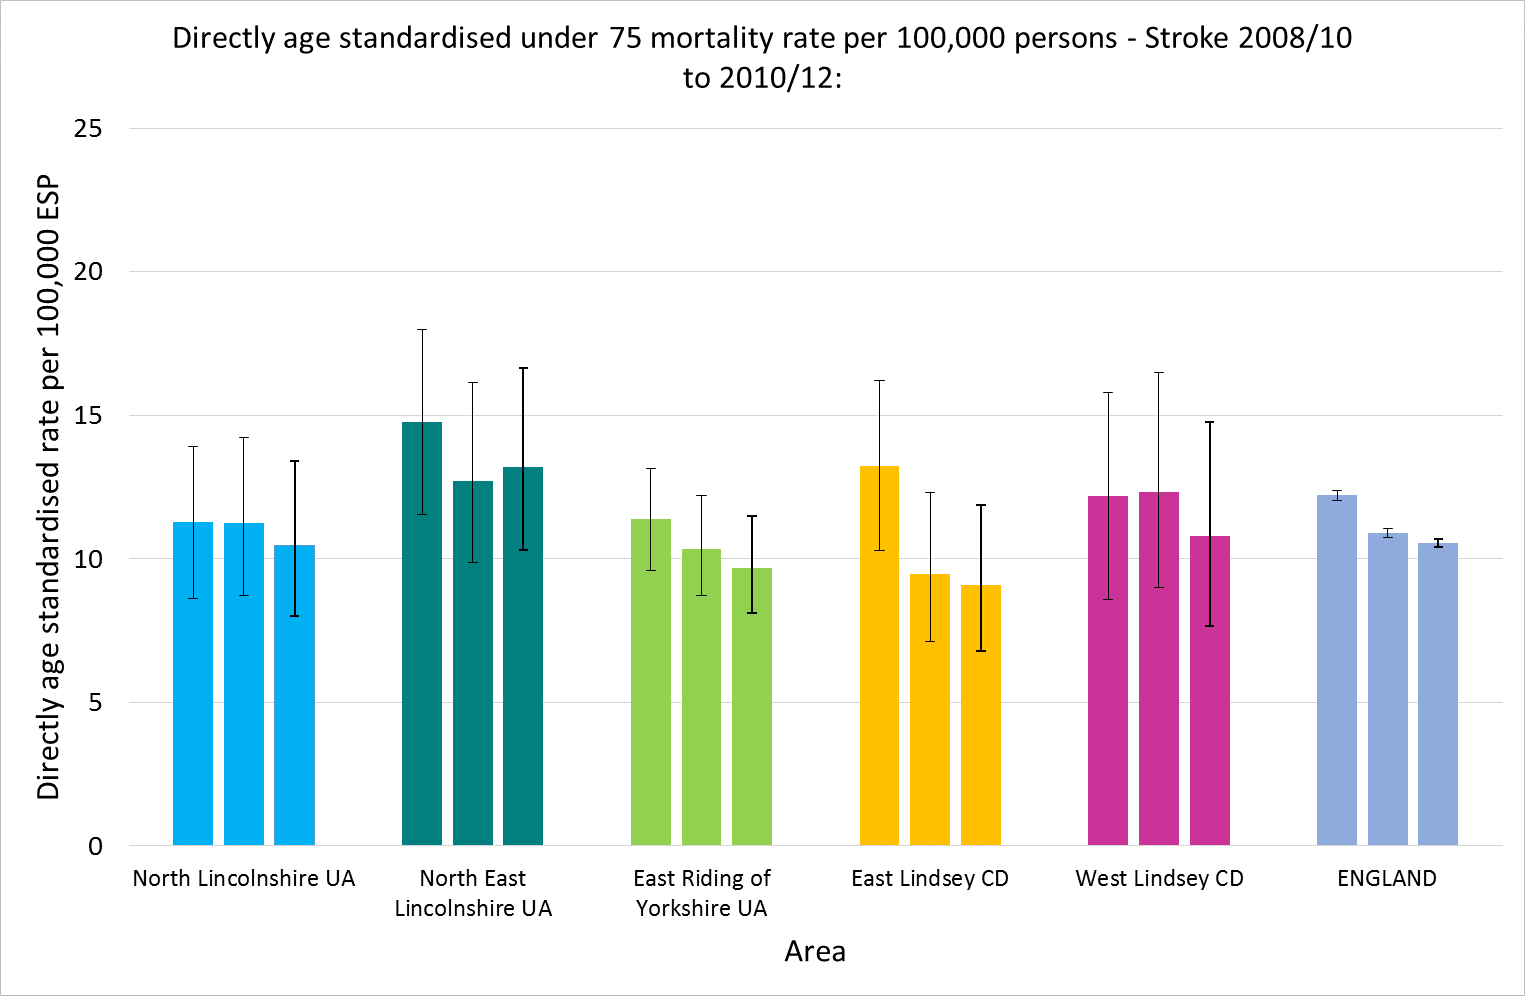 Directly age standardised under 75 mortality rate per 100,000 persons - Stroke 2008/10
to 2010/12:
Directly age standardised rate per 100,000 ESP
25
20
15
10
5
0
North Lincolnshire UA
North East
Lincolnshire UA
East Riding of
Yorkshire UA
East Lindsey CD
West Lindsey CD
ENGLAND
Area